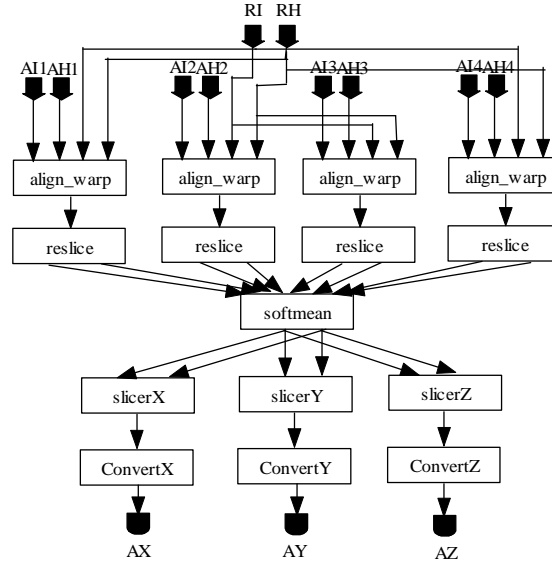 RI RH
AI1AH1 AI2AH2 AI3AH3 AI4AH4
align_warp align_warp align_warp align_warp
reslice reslice reslice reslice
softmean
slicerX slicerY slicerZ
ConvertX ConvertY ConvertZ
AX AY AZ